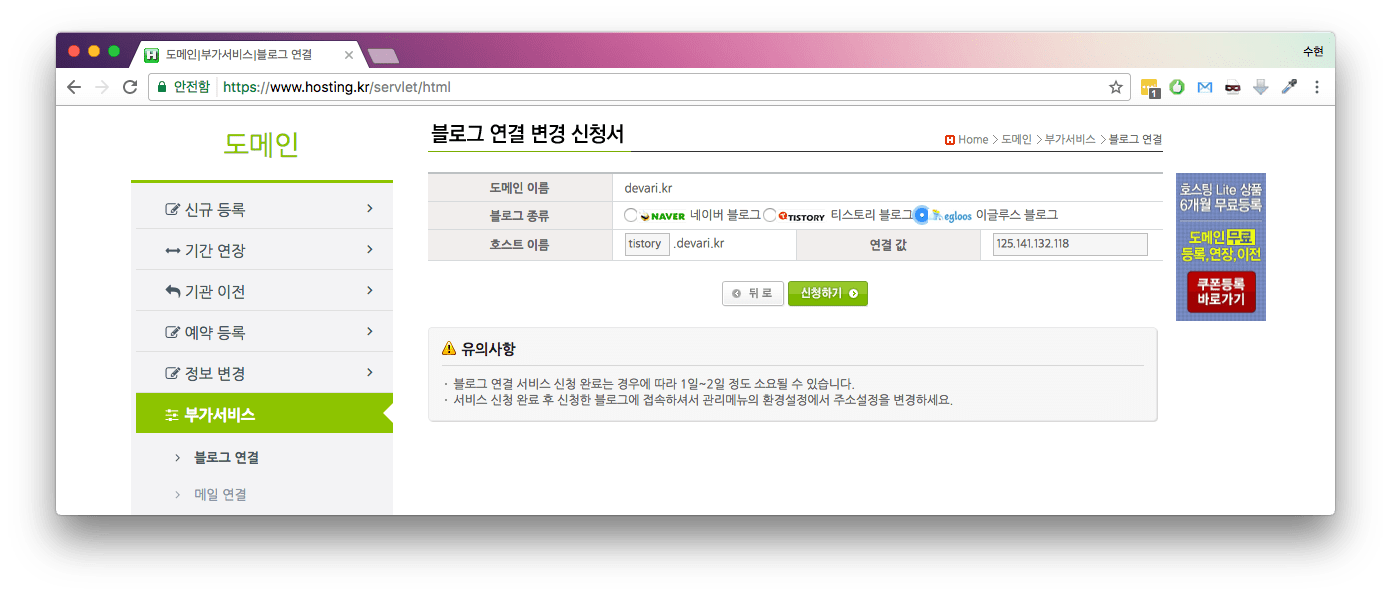 도메인|부가서비스|블로그 연결
수현
안전함 https://www.hosting.kr/servlet/html
1
도메인
신규 등록
기간 연장
기관 이전
예약 등록
정보 변경
부가서비스
블로그 연결
메일 연결
블로그 연결 변경 신청서
Home > 도메인 > 부가서비스 > 블로그 연결
도메인 이름 devari.kr
블로그 종류 NAVER 네이버 블로그 TISTORY 티스토리 블로그 egloos 이글루스 블로그
호스트 이름 tistory .devari.kr 연결 값 125.141.132.118
뒤 로 신청하기
유의사항
· 블로그 연결 서비스 신청 완료는 경우에 따라 1일~2일 정도 소요될 수 있습니다.
· 서비스 신청 완료 후 신청한 블로그에 접속하셔서 관리메뉴의 환경설정에서 주소설정을 변경하세요.
호스팅 Lite 상품
6개월 무료등록
도메인무료
등록,연장,이전
쿠폰등록
바로가기